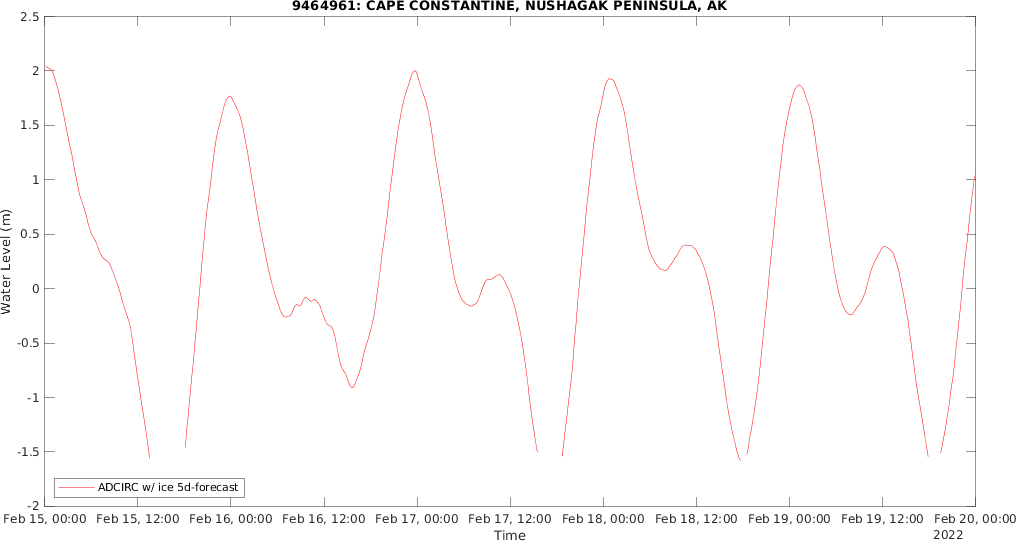 9464961: CAPE CONSTANTINE, NUSHAGAK PENINSULA, AK
2.5
2
1.5
1
0.5
0
-0.5
-1
-1.5
-2
Water Level (m)
ADCIRC w/ ice 5d-forecast
Feb 15, 00:00 Feb 15, 12:00 Feb 16, 00:00 Feb 16, 12:00 Feb 17, 00:00 Feb 17, 12:00 Feb 18, 00:00 Feb 18, 12:00 Feb 19, 00:00 Feb 19, 12:00 Feb 20, 00:00
Time
2022